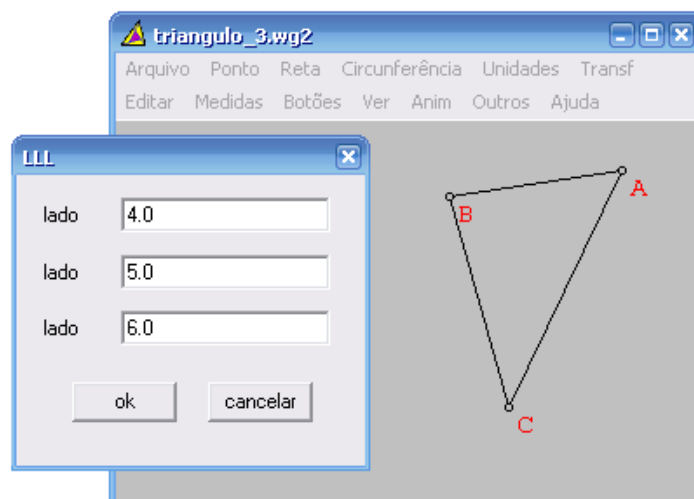 triangulo_3.wg2
Arquivo Ponto Reta Circunferência Unidades Transf
Editar Medidas Botões Ver Anim Outros Ajuda
LLL
lado 4.0
lado 5.0
lado 6.0
ok cancelar
A
B
C